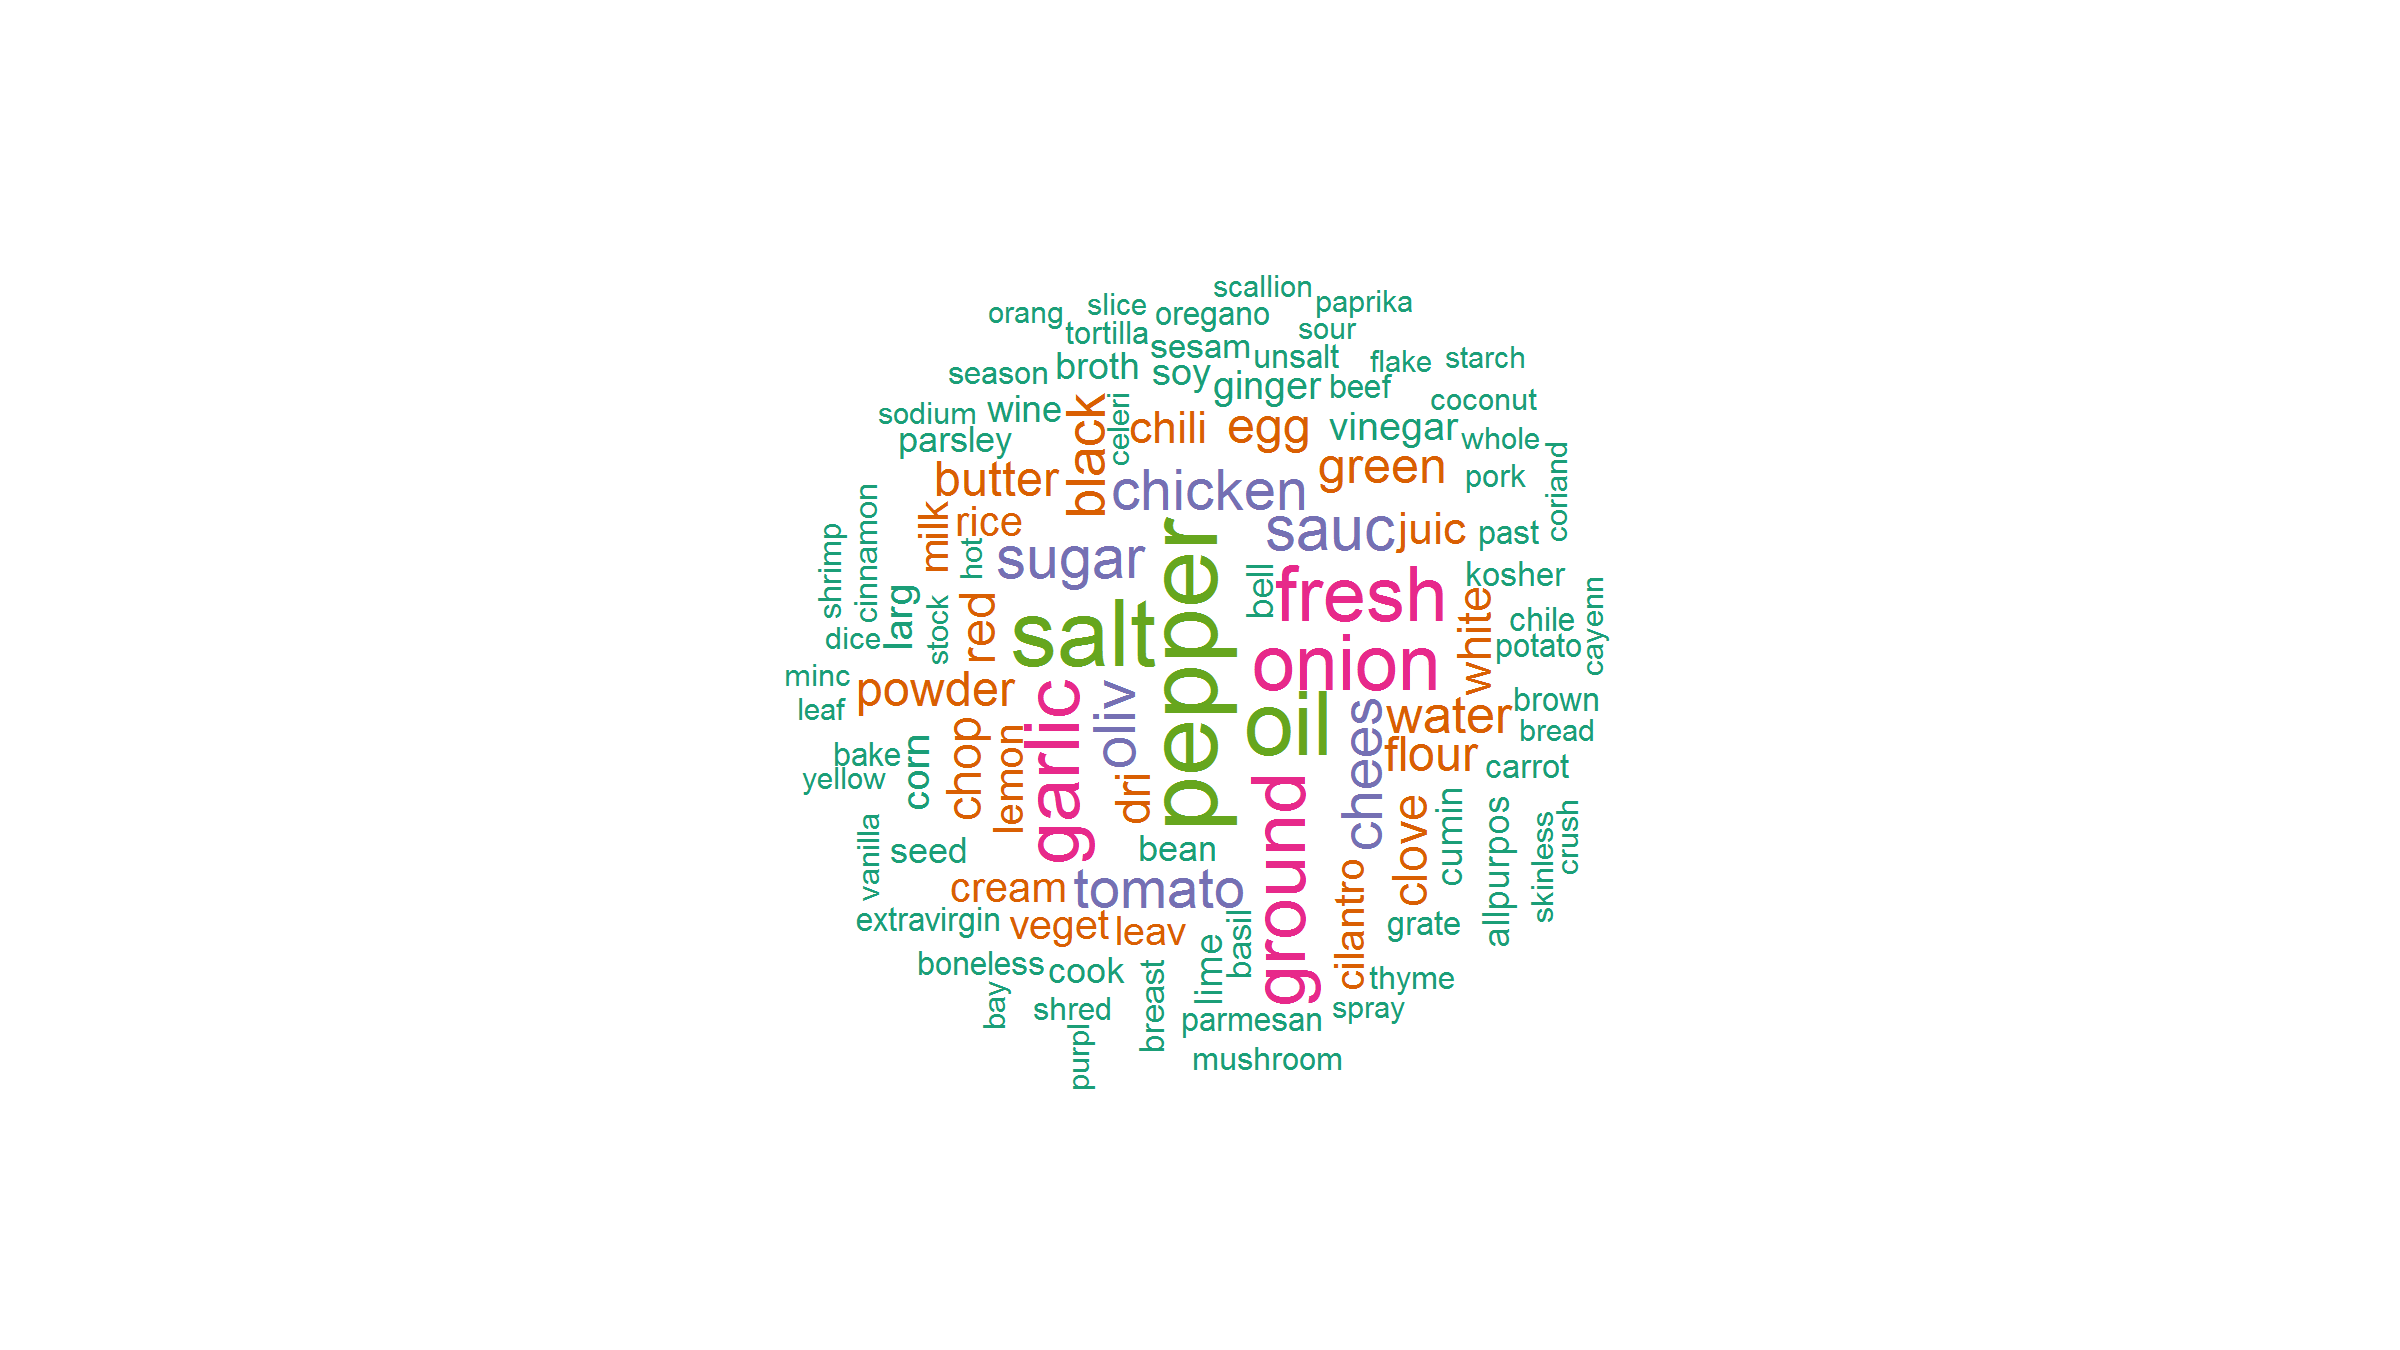 scallion
slice
paprika
orang
oregano
sour
tortilla
sesam
unsalt
flake
starch
broth
season
soy
ginger
beef
coconut
sodium
wine
black
celeri
chili
egg
vinegar
whole
parsley
butter
chicken
green
pork
coriand
milk
rice
sauc
juic
past
shrimp
cinnamon
hot
sugar
pepper
bell
fresh
kosher
larg
stock
red
salt
white
chile
cayenn
dice
onion
potato
minc
powder
leaf
garlic
oliv
oil
chees
water
brown
bread
bake
corn
chop
lemon
dri
flour
carrot
yellow
vanilla
seed
bean
ground
clove
cumin
allpurpos
skinless
crush
cream
tomato
cilantro
extravirgin
veget
leav
basil
grate
boneless
cook
lime
thyme
bay
shred
breast
parmesan
spray
purpl
mushroom